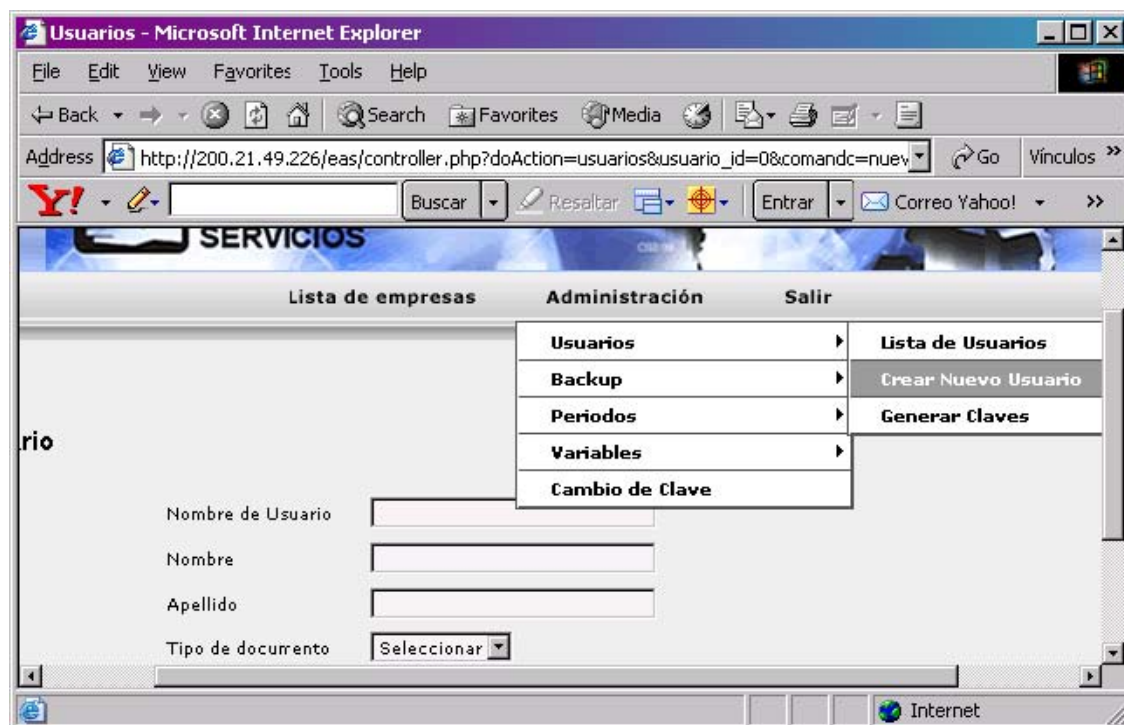 Usuarios - Microsoft Internet Explorer
File Edit View Favorites Tools Help
Back Search Favorites Media
Address http://200.21.49.226/eas/controller.php?doAction=usuarios&usuario_id=0&comandc=nuev Go Vínculos »
Y! Buscar Resaltar Entrar Correo Yahoo! »
SERVICIOS
Lista de empresas Administración Salir
Usuarios Lista de Usuarios
Backup Crear Nuevo Usuario
Periodos Generar Claves
rio
Variables
Cambio de Clave
Nombre de Usuario
Nombre
Apellido
Tipo de documento Seleccionar
Internet